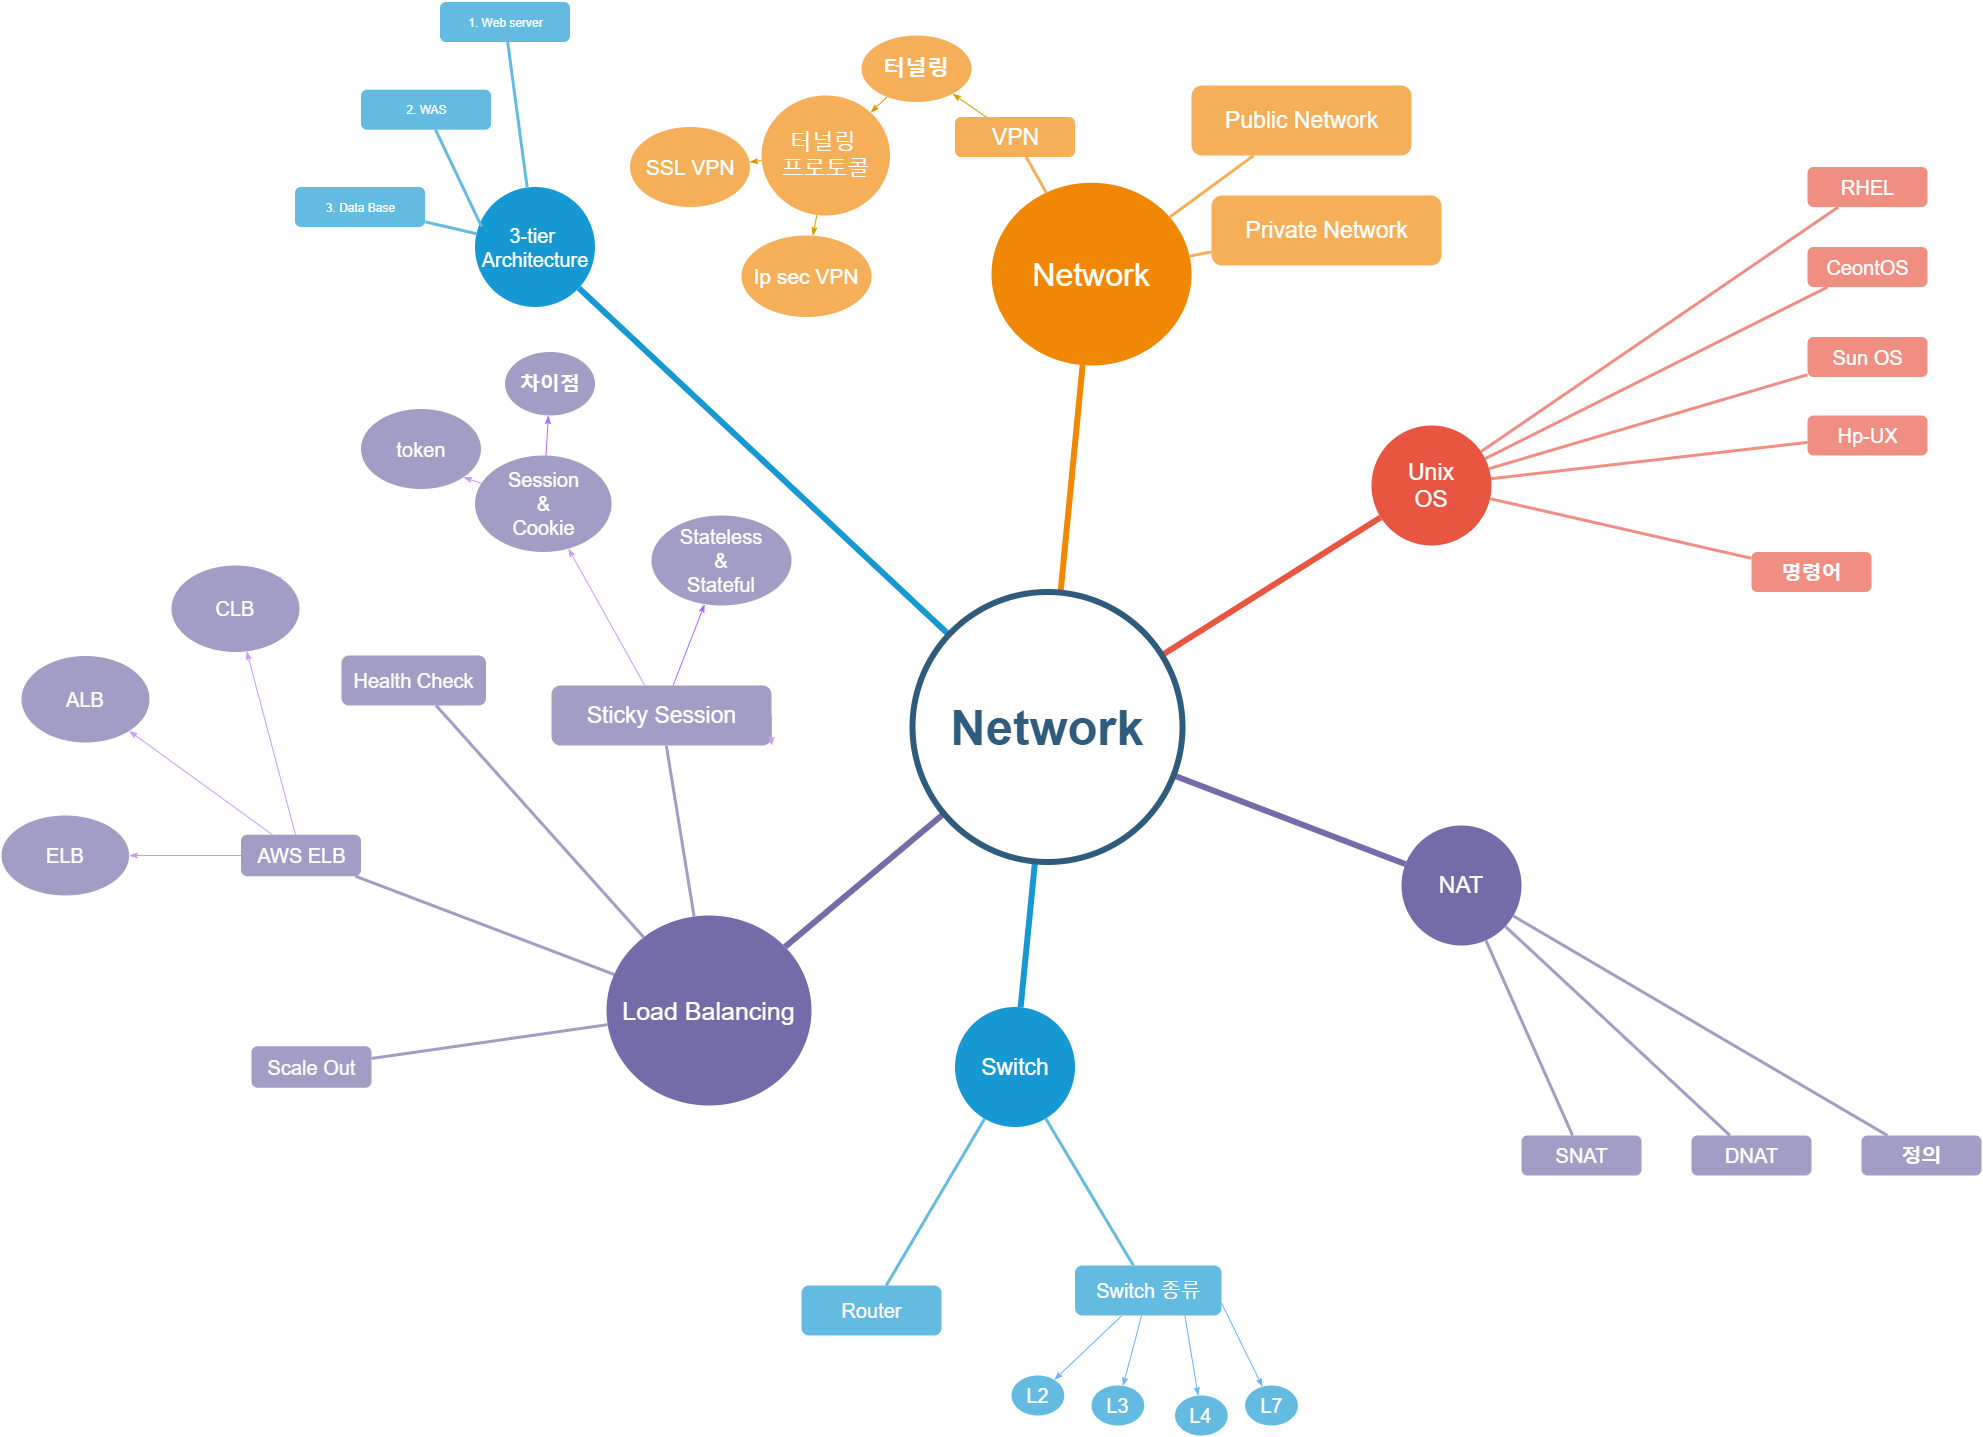 1. Web server
2. WAS
3. Data Base
3-tier
Architecture
터널링
터널링
프로토콜
SSL VPN
Ip sec VPN
VPN
Public Network
Private Network
Network
RHEL
CeontOS
Sun OS
Hp-UX
명령어
Unix
OS
차이점
token
Session
&
Cookie
Stateless
&
Stateful
CLB
ALB
ELB
Health Check
Sticky Session
AWS ELB
Scale Out
Load Balancing
Network
NAT
SNAT
DNAT
정의
Switch
Router
Switch 종류
L2
L3
L4
L7